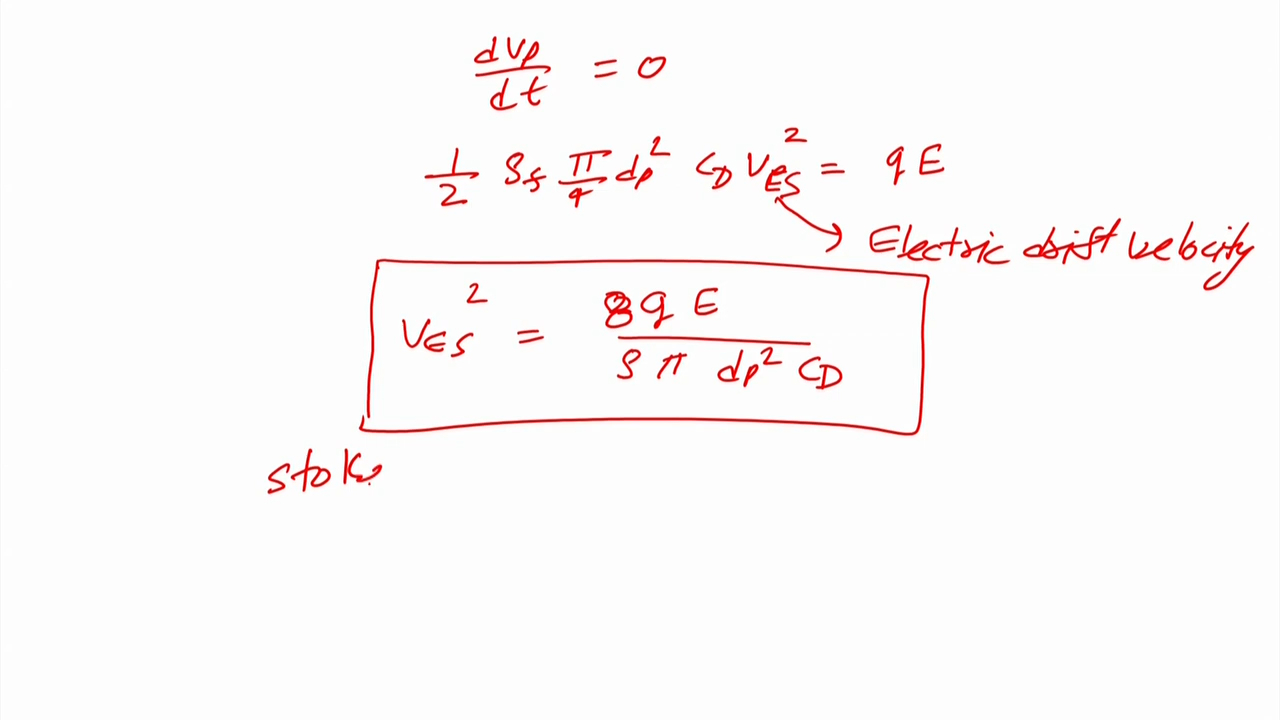 dVp/dt = 0
1/2 ρf π/4 dp² CD VES² = qE
Electric drift velocity
VES² = 8qE / ρ π dp² CD
stoke